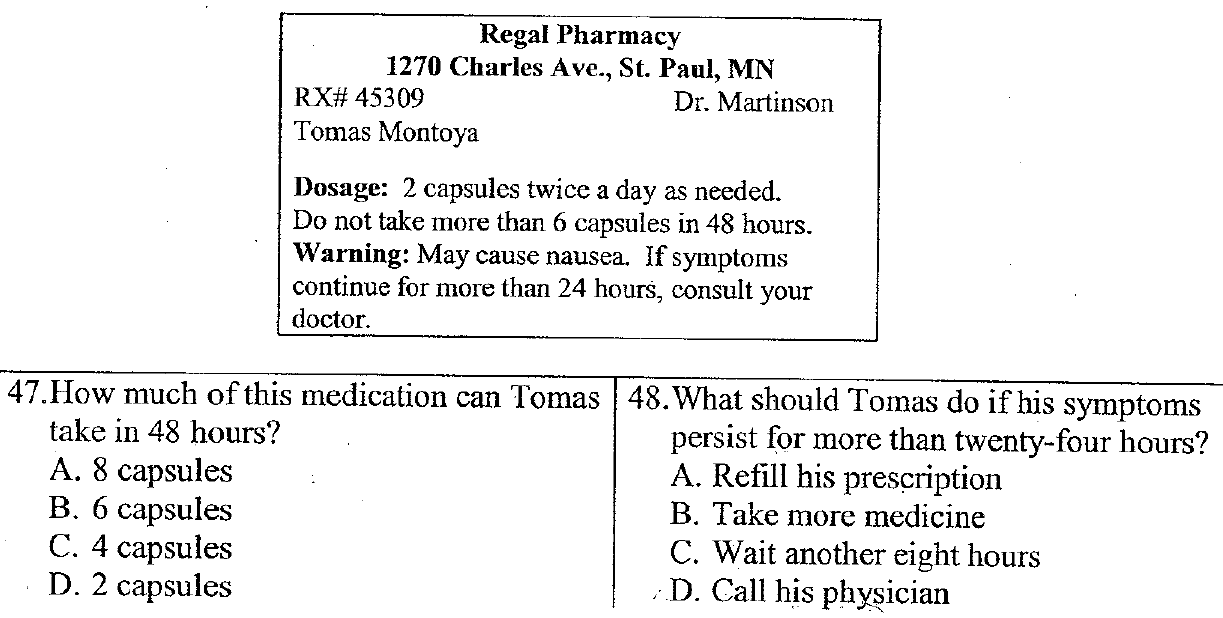 Regal Pharmacy
1270 Charles Ave., St. Paul, MN
RX# 45309 Dr. Martinson
Tomas Montoya
Dosage: 2 capsules twice a day as needed.
Do not take more than 6 capsules in 48 hours.
Warning: May cause nausea. If symptoms
continue for more than 24 hours, consult your
doctor.
47.How much of this medication can Tomas
take in 48 hours?
A. 8 capsules
B. 6 capsules
C. 4 capsules
D. 2 capsules
48.What should Tomas do if his symptoms
persist for more than twenty-four hours?
A. Refill his prescription
B. Take more medicine
C. Wait another eight hours
D. Call his physician